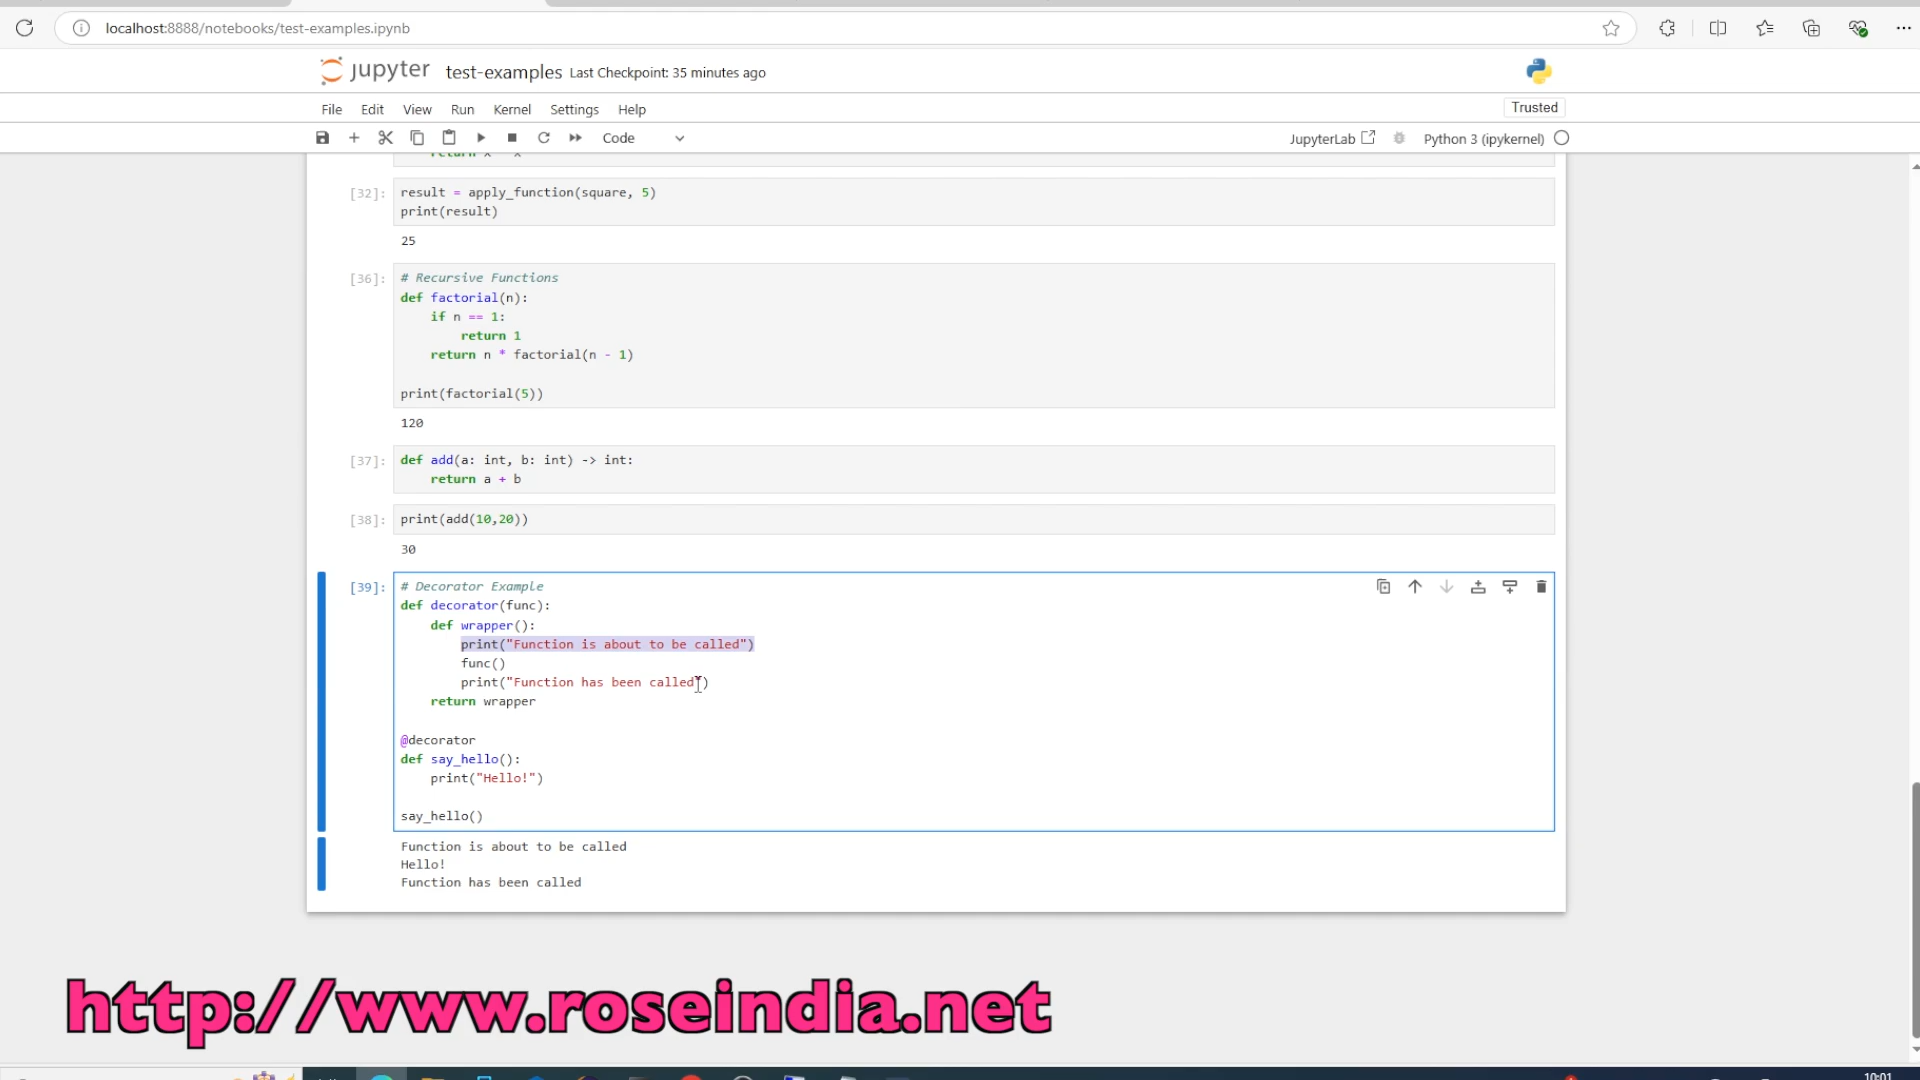 localhost:8888/notebooks/test-examples.ipynb
jupyter test-examples Last Checkpoint: 35 minutes ago
File Edit View Run Kernel Settings Help
Trusted
Code
JupyterLab
Python 3 (ipykernel)
[32]: result = apply_function(square, 5)
print(result)
25
[36]: # Recursive Functions
def factorial(n):
    if n == 1:
        return 1
    return n * factorial(n - 1)
print(factorial(5))
120
[37]: def add(a: int, b: int) -> int:
    return a + b
[38]: print(add(10,20))
30
[39]: # Decorator Example
def decorator(func):
    def wrapper():
        print("Function is about to be called")
        func()
        print("Function has been called")
    return wrapper
@decorator
def say_hello():
    print("Hello!")
say_hello()
Function is about to be called
Hello!
Function has been called
http://www.roseindia.net
10:01